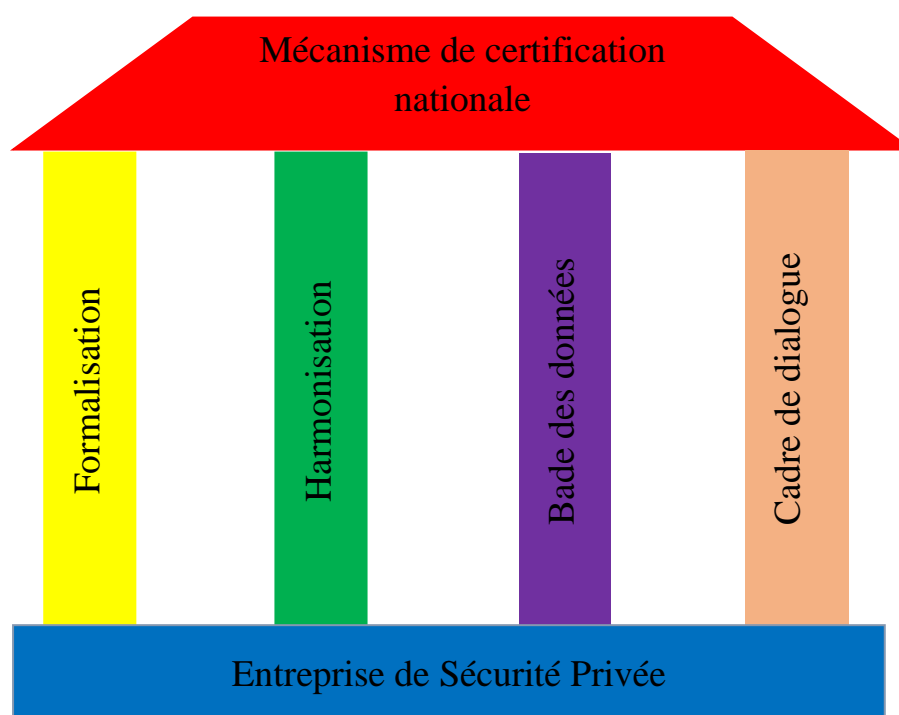 Mécanisme de certification
nationale
Formalisation
Harmonisation
Bade des données
Cadre de dialogue
Entreprise de Sécurité Privée